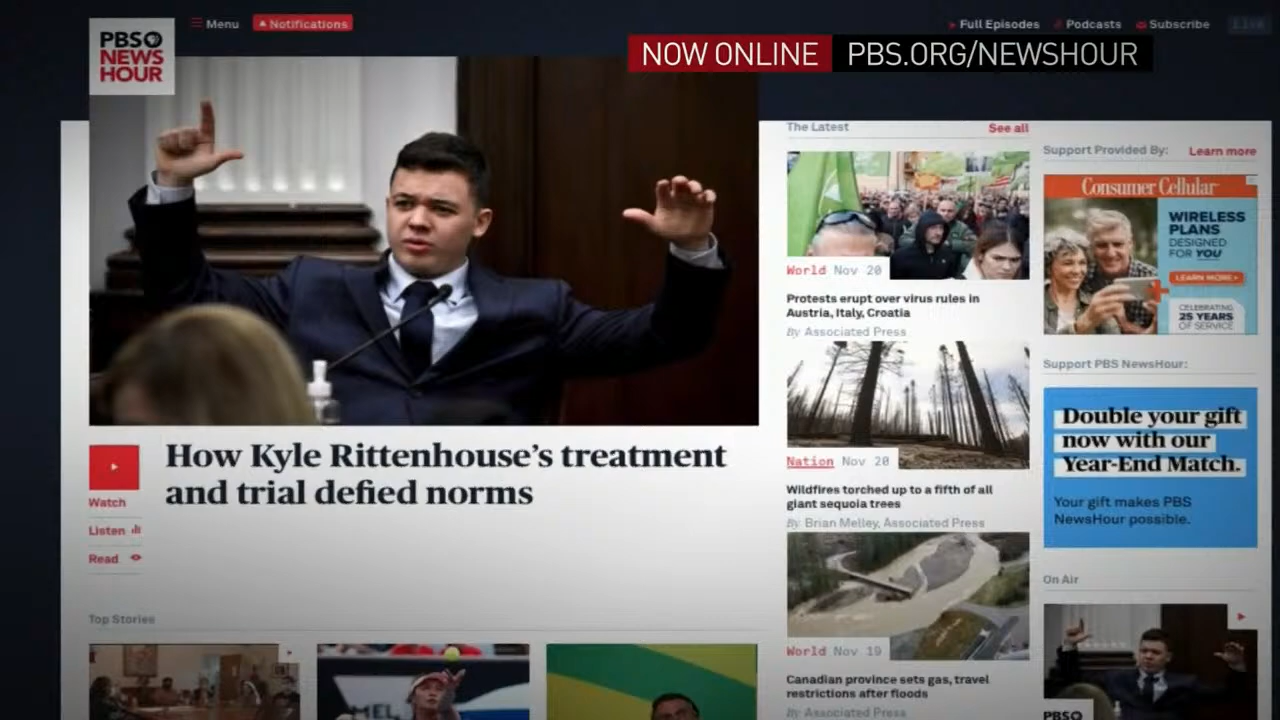 PBS
NEWS
HOUR
Menu
Notifications
Full Episodes
Podcasts
Subscribe
Live
NOW ONLINE
PBS.ORG/NEWSHOUR
How Kyle Rittenhouse's treatment
and trial defied norms
Watch
Listen
Read
Top Stories
MEL
The Latest
See all
World Nov 20
Protests erupt over virus rules in
Austria, Italy, Croatia
By Associated Press
Nation Nov 20
Wildfires torched up to a fifth of all
giant sequoia trees
By Brian Melley, Associated Press
World Nov 19
Canadian province sets gas, travel
restrictions after floods
By Associated Press
Support Provided By:
Learn more
Consumer Cellular
WIRELESS
PLANS
DESIGNED
FOR YOU
LEARN MORE
CELEBRATING
25 YEARS
OF SERVICE
Support PBS NewsHour:
Double your gift
now with our
Year-End Match.
Your gift makes PBS
NewsHour possible.
On Air
PBS